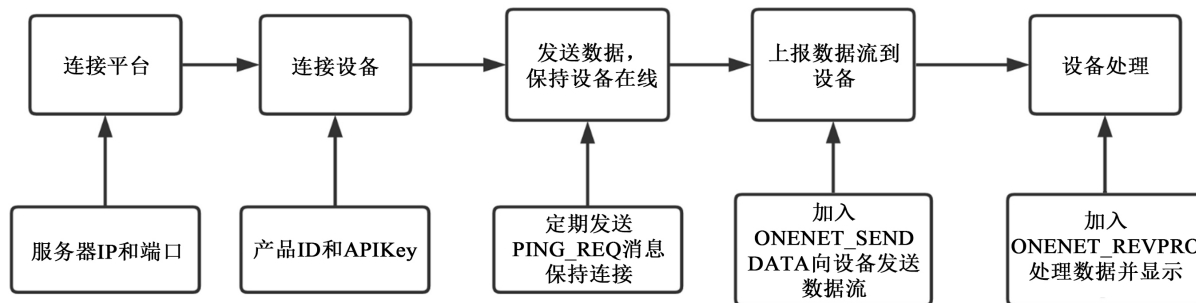 连接平台
连接设备
发送数据，
保持设备在线
上报数据流到
设备
设备处理
服务器IP和端口
产品ID和APIKey
定期发送
PING_REQ消息
保持连接
加入
ONENET_SEND
DATA向设备发送
数据流
加入
ONENET_REVPRO
处理数据并显示